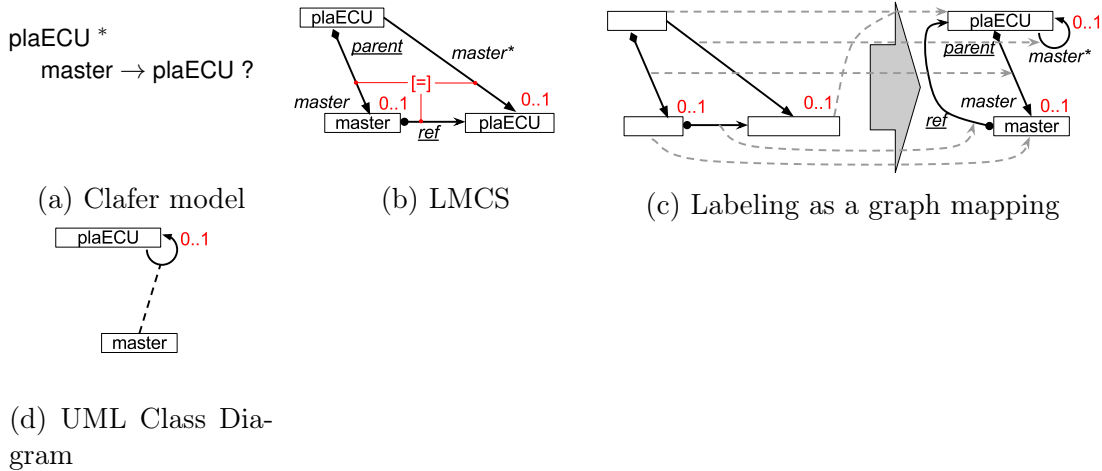 plaECU *
master → plaECU ?
(a) Clafer model
plaECU
parent
master*
[=]
master
0..1
0..1
master
ref
plaECU
(b) LMCS
0..1
0..1
plaECU
0..1
parent
master*
master
0..1
ref
master
(c) Labeling as a graph mapping
plaECU
0..1
master
(d) UML Class Dia-
gram